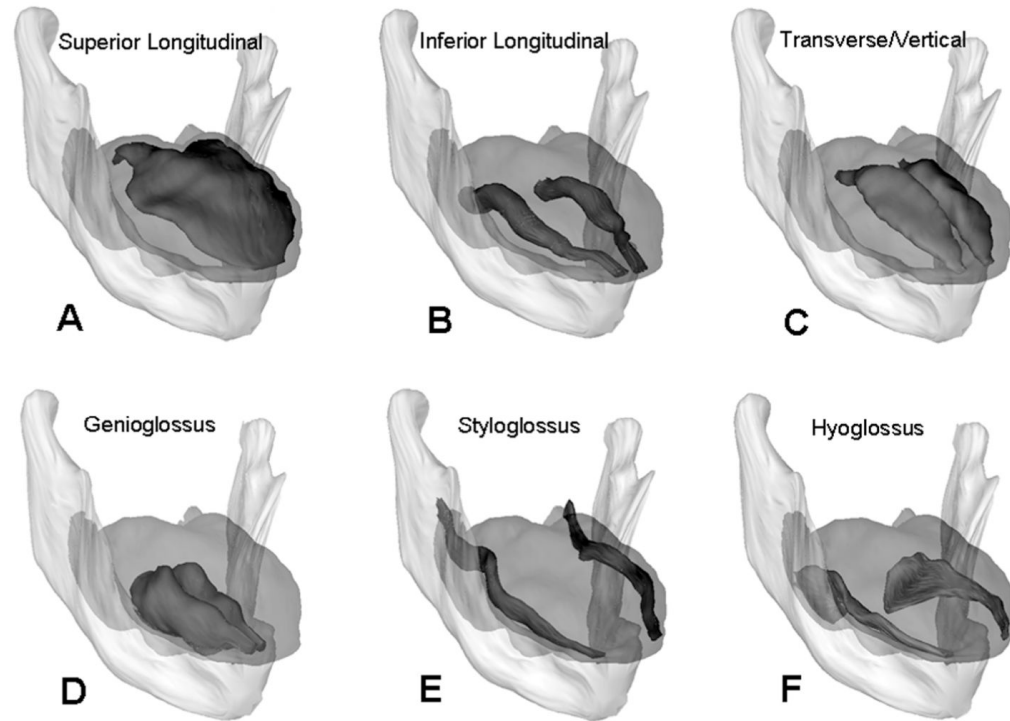 Superior Longitudinal
Inferior Longitudinal
Transverse/Vertical
A
B
C
Genioglossus
Styloglossus
Hyoglossus
D
E
F